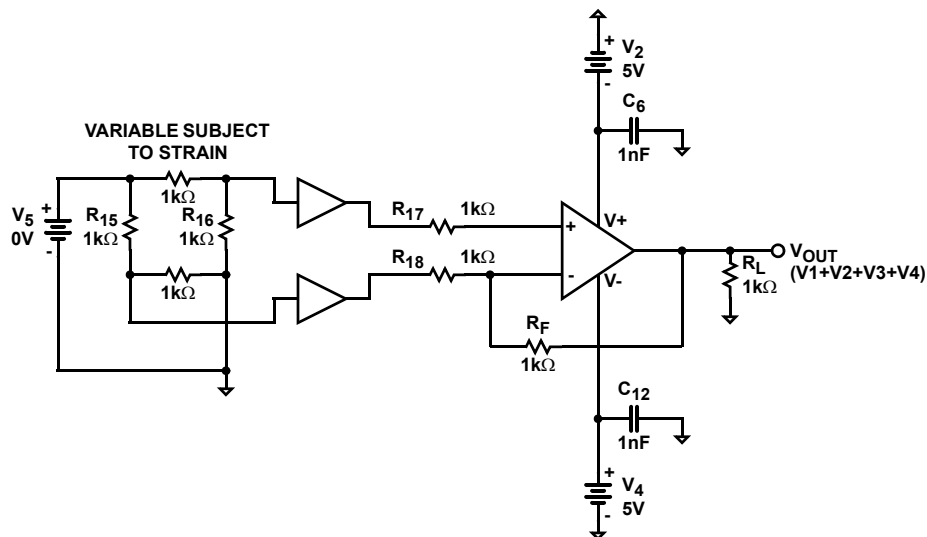 +
V2
5V
-
C6
1nF
VARIABLE SUBJECT
TO STRAIN
1kΩ
V5
0V
+
-
R15
1kΩ
R16
1kΩ
1kΩ
R17
1kΩ
R18
1kΩ
+
-
V+
V-
RF
1kΩ
RL
1kΩ
VOUT
(V1+V2+V3+V4)
C12
1nF
+
V4
5V
-